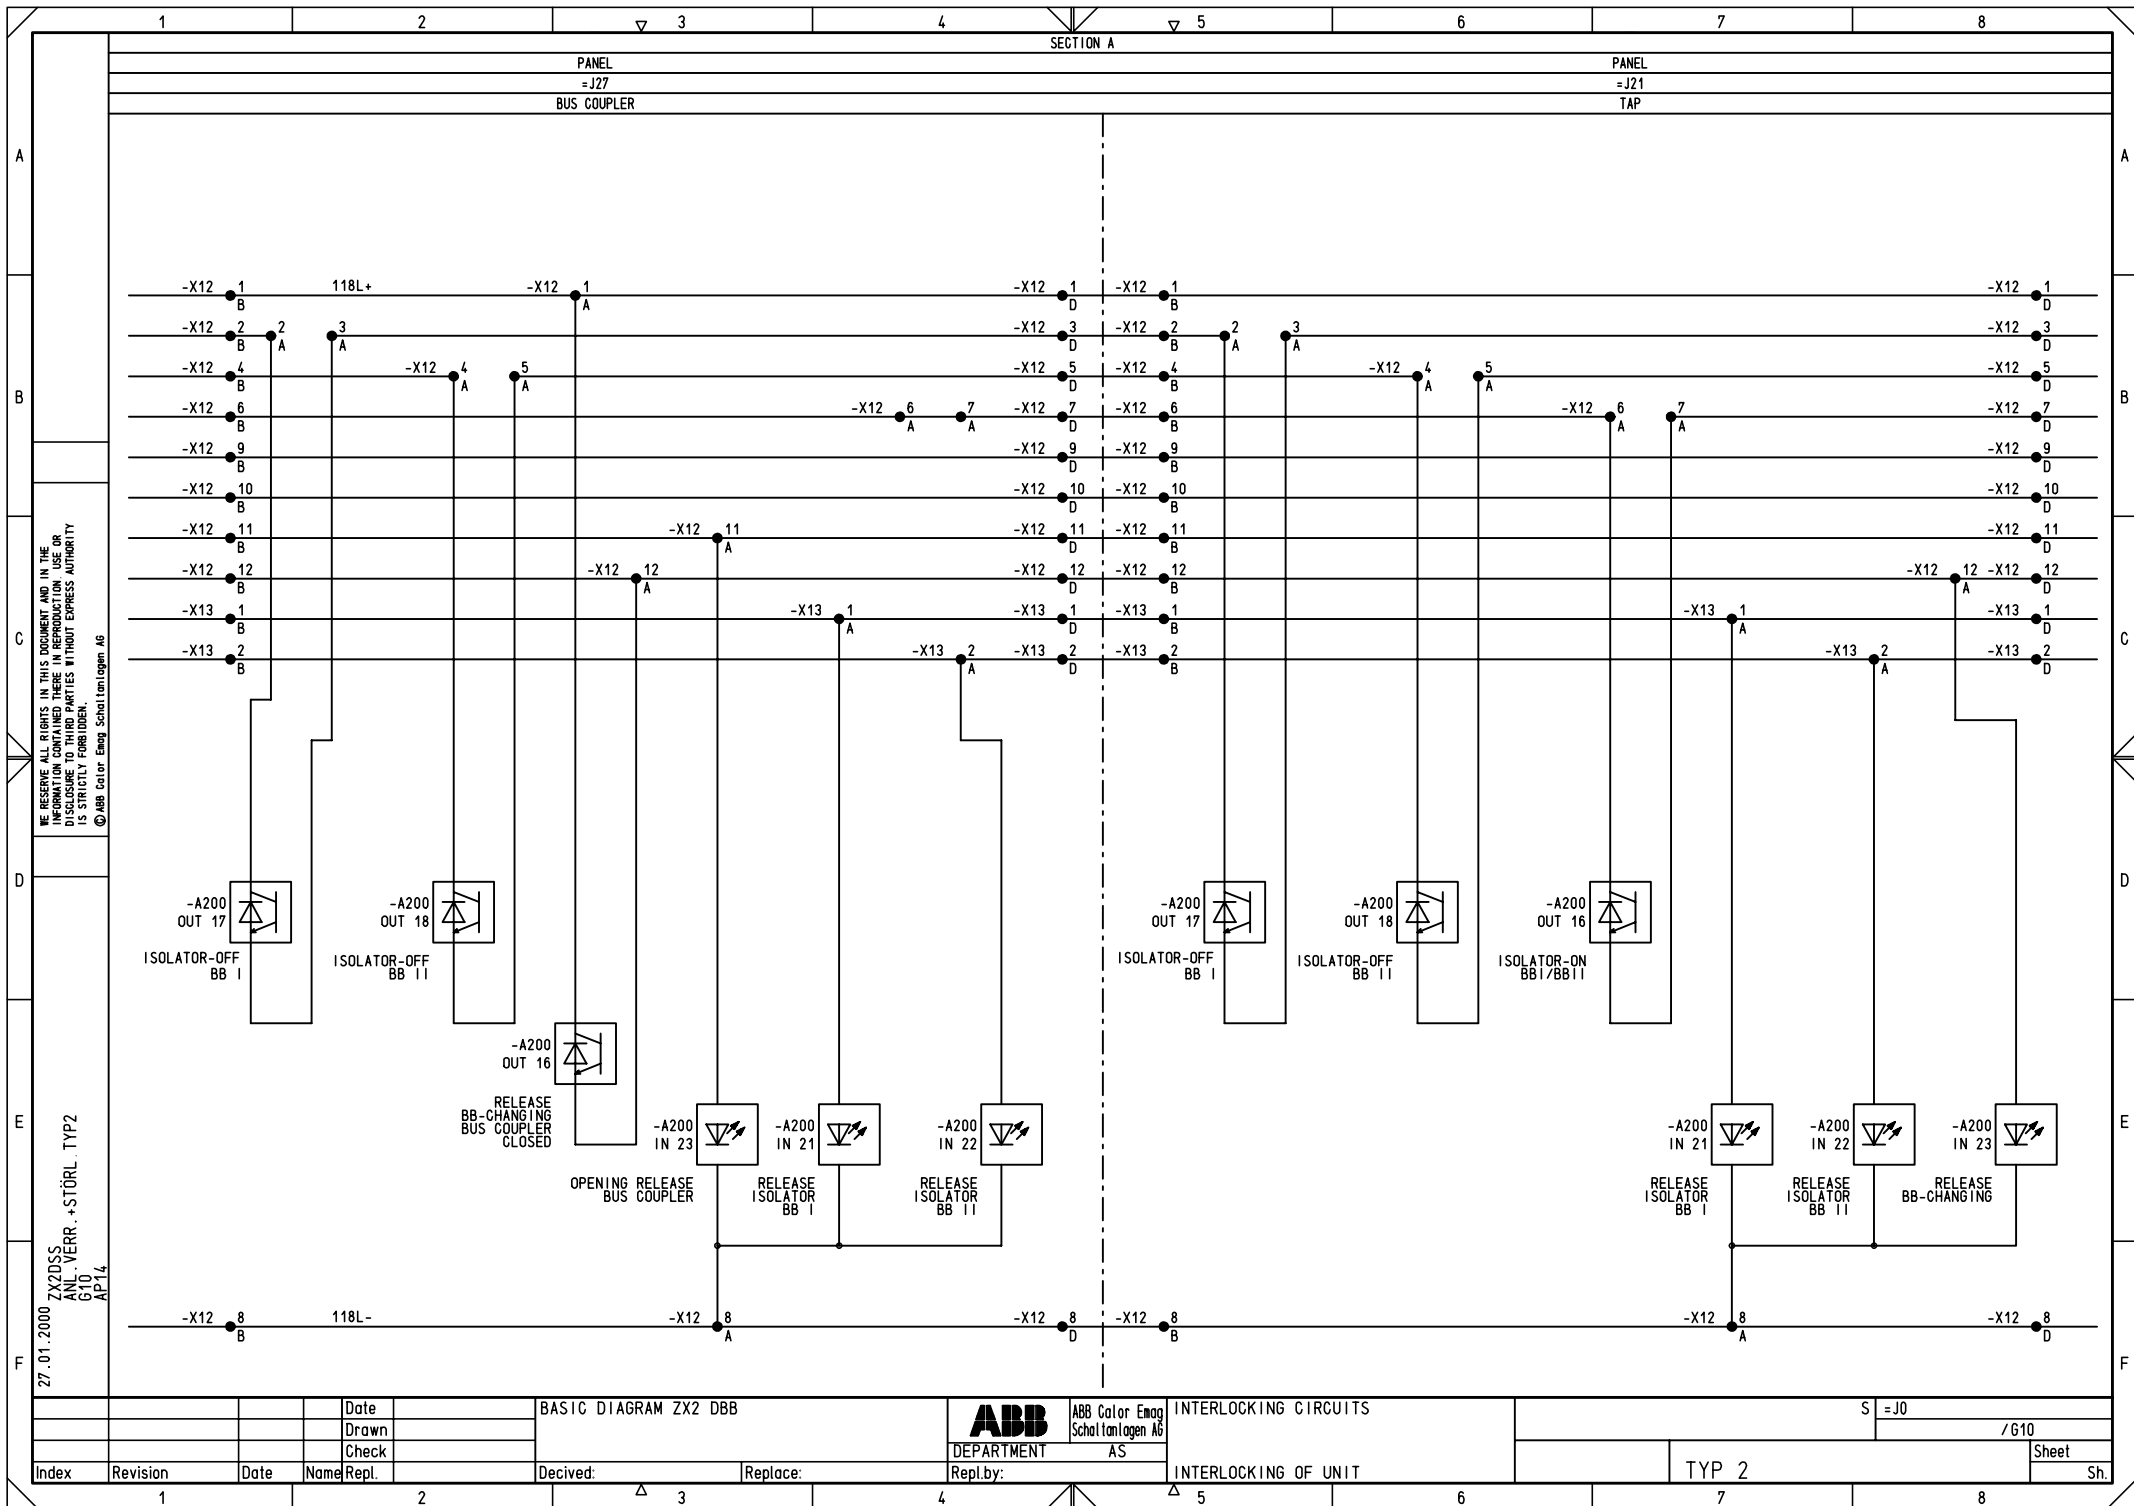 1 2 3 4 5 6 7 8
SECTION A
PANEL PANEL
=J27 =J21
BUS COUPLER TAP
A A
-X12 1 B 118L+ -X12 1 A -X12 1 D -X12 1 B -X12 1 D
-X12 2 B 2 A 3 A -X12 3 D -X12 2 B 2 A 3 A -X12 3 D
-X12 4 B -X12 4 A 5 A -X12 5 D -X12 4 B -X12 4 A 5 A -X12 5 D
B B
-X12 6 B -X12 6 A 7 A -X12 7 D -X12 6 B -X12 6 A 7 A -X12 7 D
-X12 9 B -X12 9 D -X12 9 B -X12 9 D
-X12 10 B -X12 10 D -X12 10 B -X12 10 D
-X12 11 B -X12 11 A -X12 11 D -X12 11 B -X12 11 D
-X12 12 B -X12 12 A -X12 12 D -X12 12 B -X12 12 A -X12 12 D
-X13 1 B -X13 1 A -X13 1 D -X13 1 B -X13 1 A -X13 1 D
C C
-X13 2 B -X13 2 A -X13 2 D -X13 2 B -X13 2 A -X13 2 D
WE RESERVE ALL RIGHTS IN THIS DOCUMENT AND IN THE
INFORMATION CONTAINED THERE IN REPRODUCTION. USE OR
DISCLOSURE TO THIRD PARTIES WITHOUT EXPRESS AUTHORITY
IS STRICTLY FORBIDDEN.
© ABB Calor Emag Schaltanlagen AG
D D
-A200
OUT 17
ISOLATOR-OFF
BB I
-A200
OUT 18
ISOLATOR-OFF
BB II
-A200
OUT 16
RELEASE
BB-CHANGING
BUS COUPLER
CLOSED
-A200
IN 23
OPENING RELEASE
BUS COUPLER
-A200
IN 21
RELEASE
ISOLATOR
BB I
-A200
IN 22
RELEASE
ISOLATOR
BB II
-A200
OUT 17
ISOLATOR-OFF
BB I
-A200
OUT 18
ISOLATOR-OFF
BB II
-A200
OUT 16
ISOLATOR-ON
BBI/BBII
-A200
IN 21
RELEASE
ISOLATOR
BB I
-A200
IN 22
RELEASE
ISOLATOR
BB II
-A200
IN 23
RELEASE
BB-CHANGING
E E
27.01.2000
ZX2DSS
ANL.VERR.+STÖRL.TYP2
G10
AP14
-X12 8 B 118L- -X12 8 A -X12 8 D -X12 8 B -X12 8 A -X12 8 D
F F
Date
Drawn
Check
Index Revision Date Name Repl.
BASIC DIAGRAM ZX2 DBB
Decived: Replace:
ABB
ABB Calor Emag
Schaltanlagen AG
DEPARTMENT AS
Repl.by:
INTERLOCKING CIRCUITS
INTERLOCKING OF UNIT
S =J0
/G10
TYP 2
Sheet
Sh.
1 2 3 4 5 6 7 8